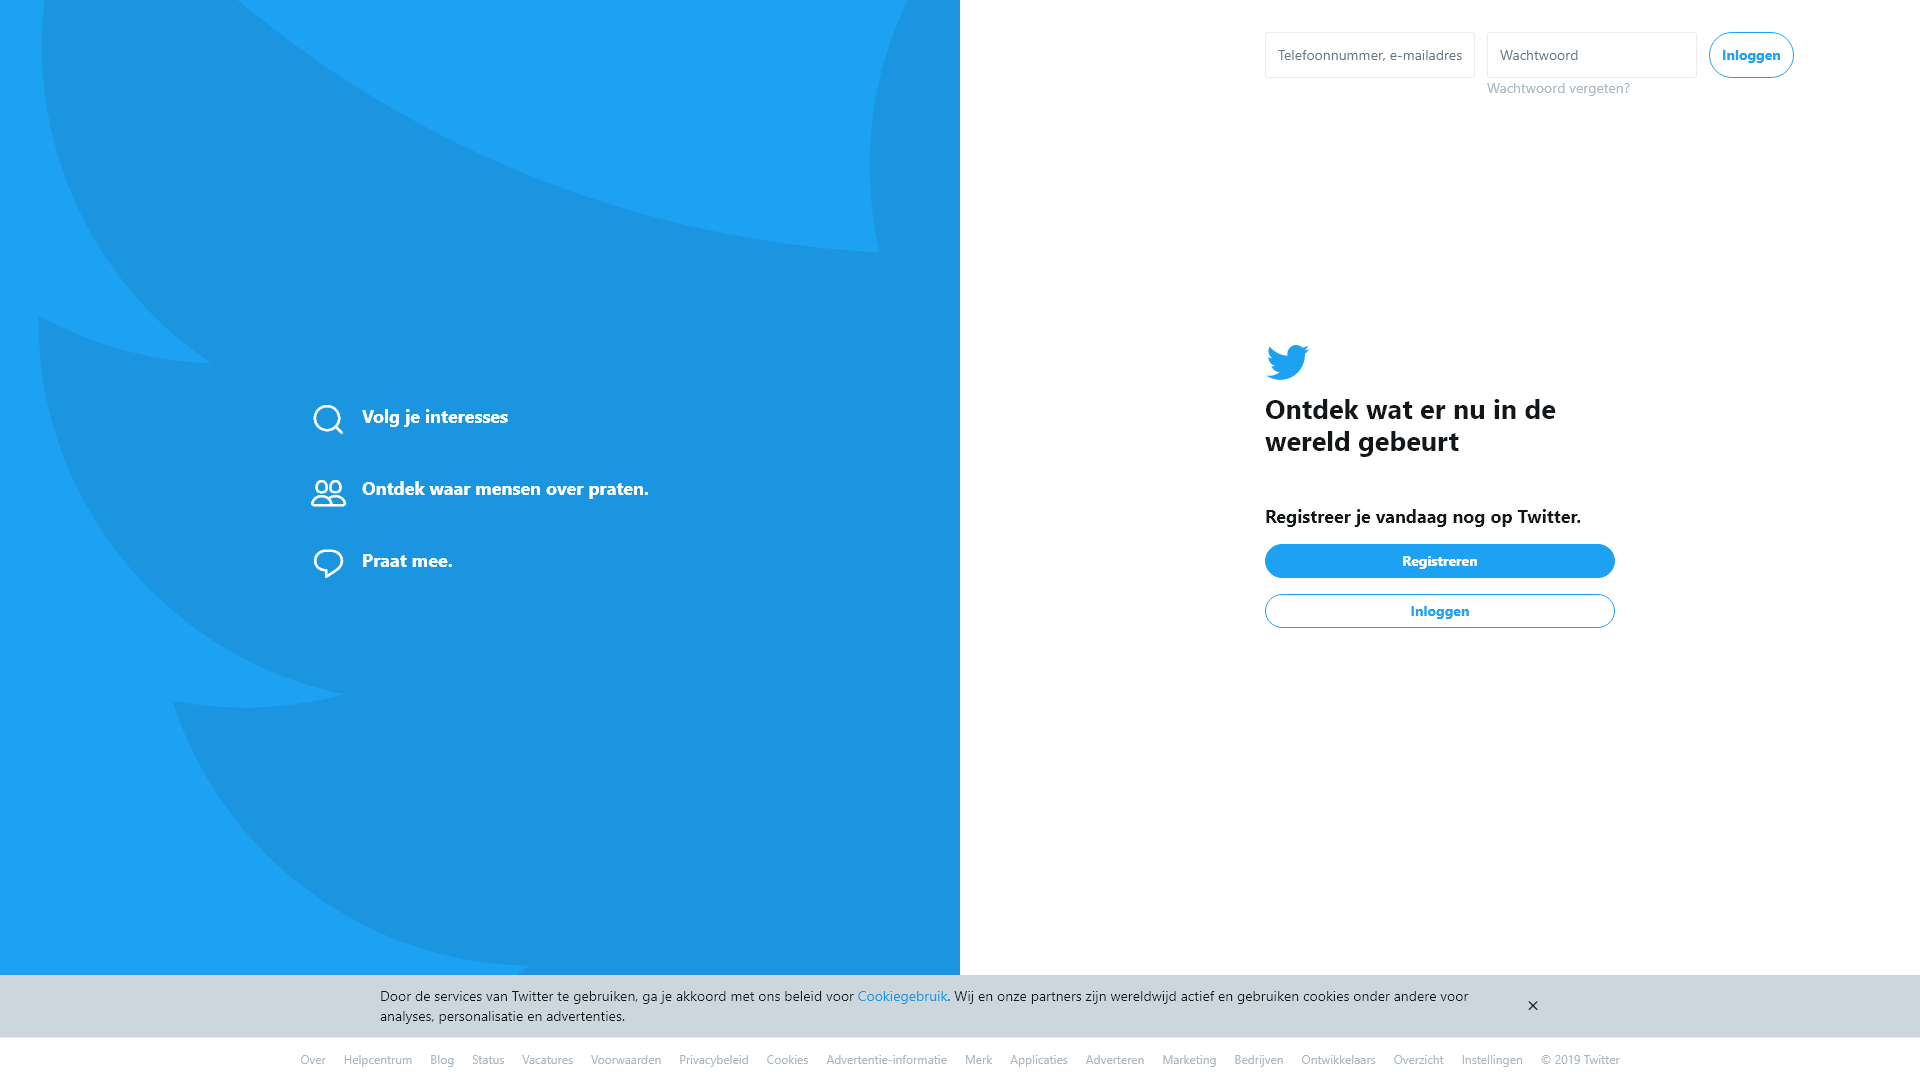 Telefoonnummer, e-mailadres
Wachtwoord
Inloggen
Wachtwoord vergeten?
Volg je interesses
Ontdek waar mensen over praten.
Praat mee.
Ontdek wat er nu in de
wereld gebeurt
Registreer je vandaag nog op Twitter.
Registreren
Inloggen
Door de services van Twitter te gebruiken, ga je akkoord met ons beleid voor Cookiegebruik. Wij en onze partners zijn wereldwijd actief en gebruiken cookies onder andere voor
analyses, personalisatie en advertenties.
Over Helpcentrum Blog Status Vacatures Voorwaarden Privacybeleid Cookies Advertentie-informatie Merk Applicaties Adverteren Marketing Bedrijven Ontwikkelaars Overzicht Instellingen © 2019 Twitter